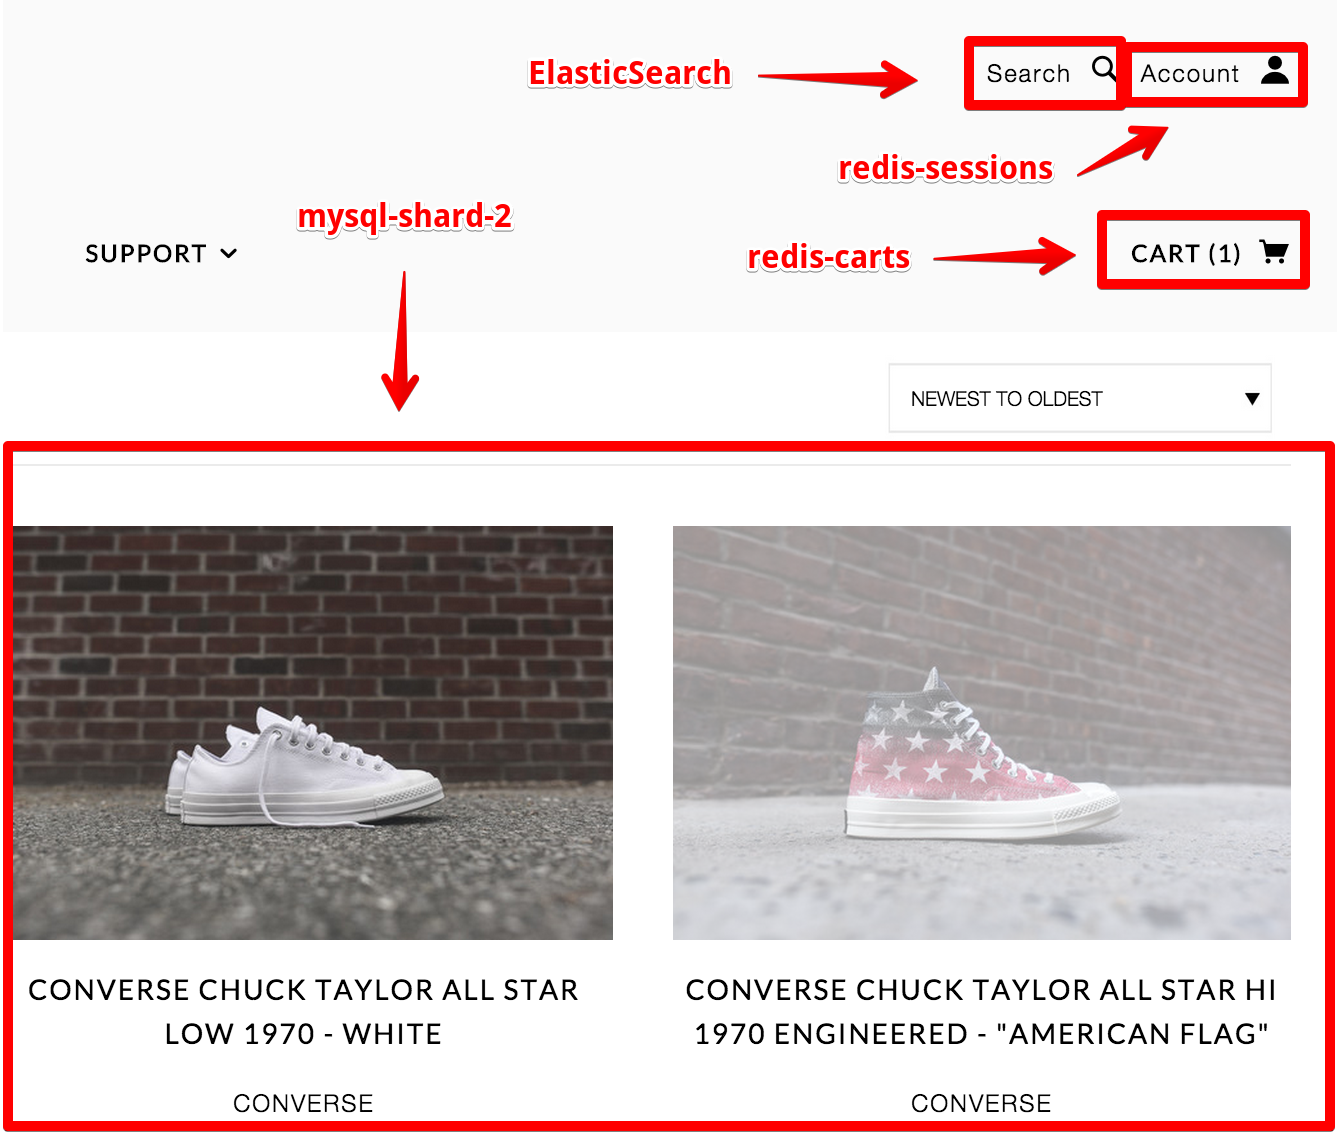 ElasticSearch
Search
Account
redis-sessions
mysql-shard-2
SUPPORT
redis-carts
CART (1)
NEWEST TO OLDEST
CONVERSE CHUCK TAYLOR ALL STAR
LOW 1970 - WHITE
CONVERSE
CONVERSE CHUCK TAYLOR ALL STAR HI
1970 ENGINEERED - "AMERICAN FLAG"
CONVERSE